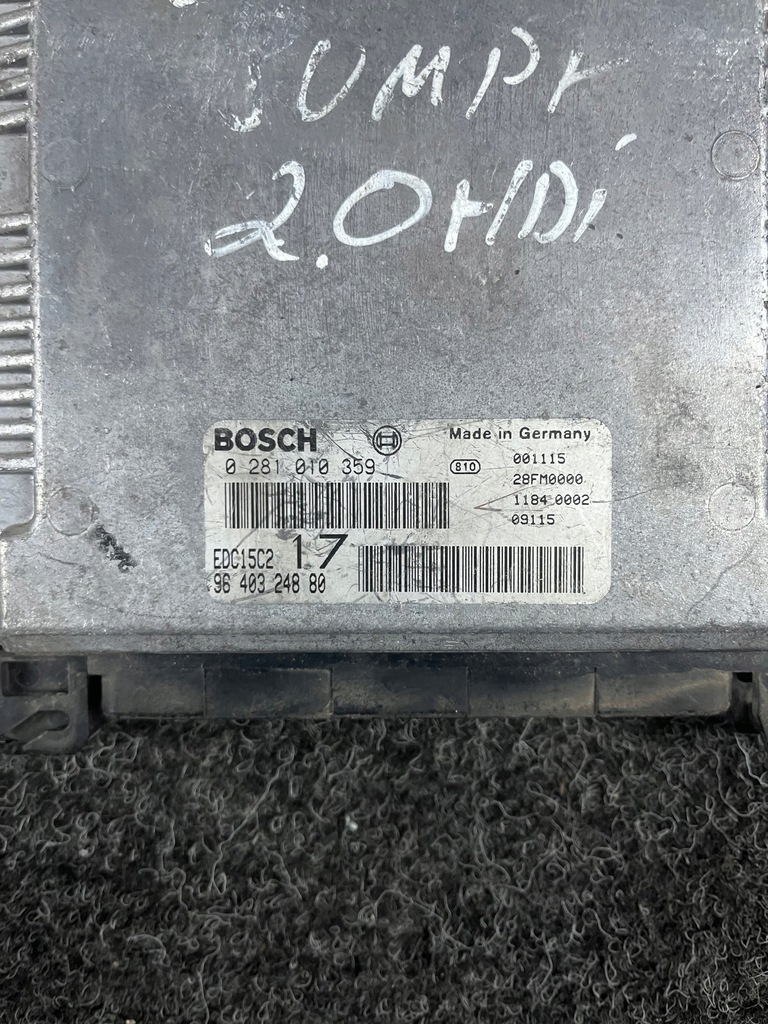 JUMPY
2.0HDi
BOSCH
Made in Germany
0 281 010 359
810
001115
28FM0000
1184 0002
09115
EDC15C2 17
96 403 248 80